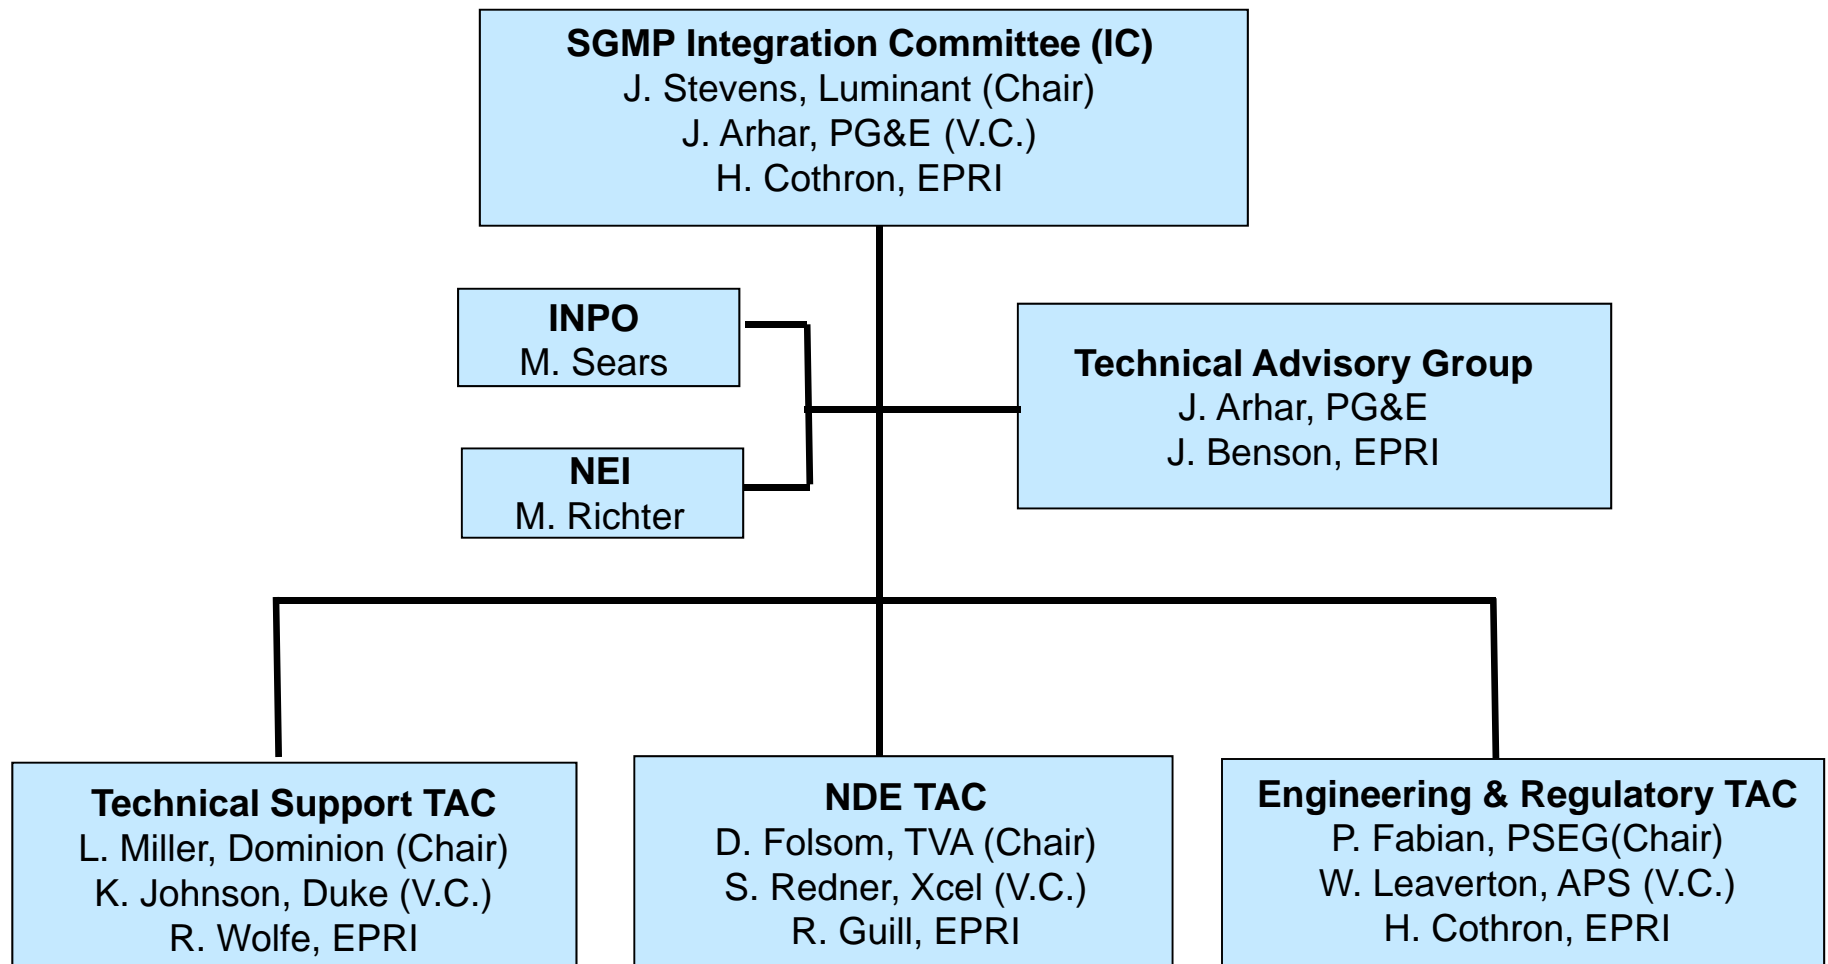 SGMP Integration Committee (IC)
J. Stevens, Luminant (Chair)
J. Arhar, PG&E (V.C.)
H. Cothron, EPRI
INPO
M. Sears
Technical Advisory Group
J. Arhar, PG&E
J. Benson, EPRI
NEI
M. Richter
Technical Support TAC
L. Miller, Dominion (Chair)
K. Johnson, Duke (V.C.)
R. Wolfe, EPRI
NDE TAC
D. Folsom, TVA (Chair)
S. Redner, Xcel (V.C.)
R. Guill, EPRI
Engineering & Regulatory TAC
P. Fabian, PSEG(Chair)
W. Leaverton, APS (V.C.)
H. Cothron, EPRI